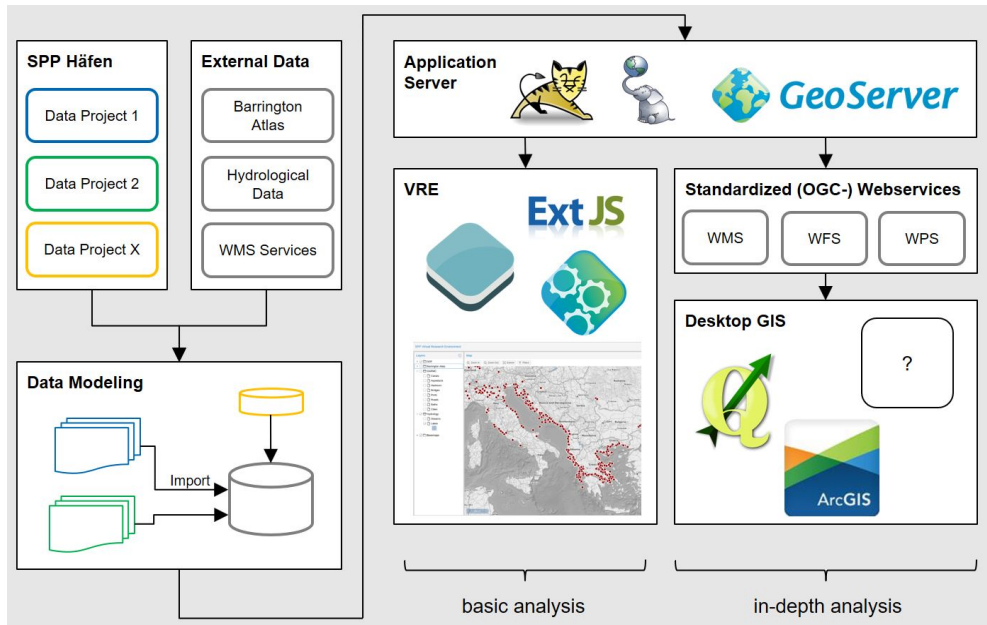 SPP Häfen
Data Project 1
Data Project 2
Data Project X
External Data
Barrington
Atlas
Hydrological
Data
WMS Services
Data Modeling
Import
Application
Server
GeoServer
VRE
Ext JS
Standardized (OGC-) Webservices
WMS
WFS
WPS
Desktop GIS
?
Q
ArcGIS
basic analysis
in-depth analysis